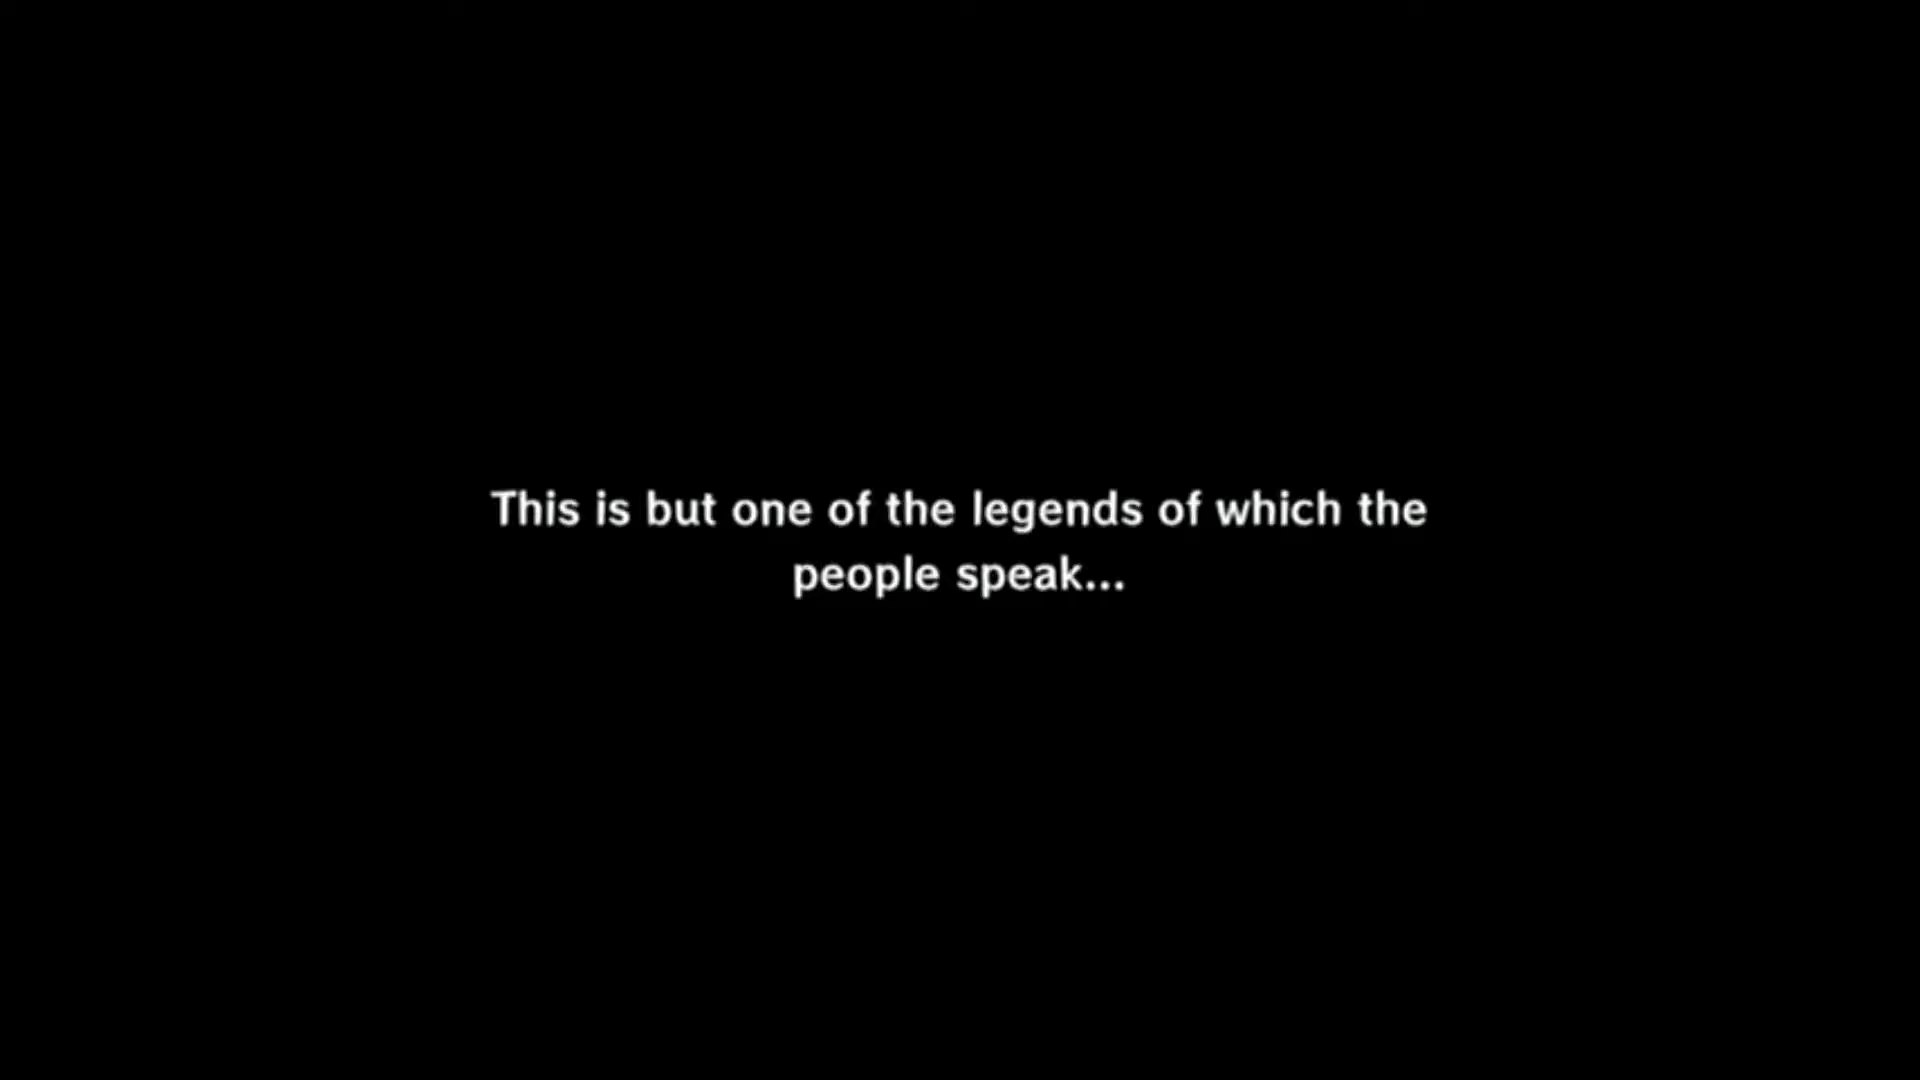 This is but one of the legends of which the
people speak...